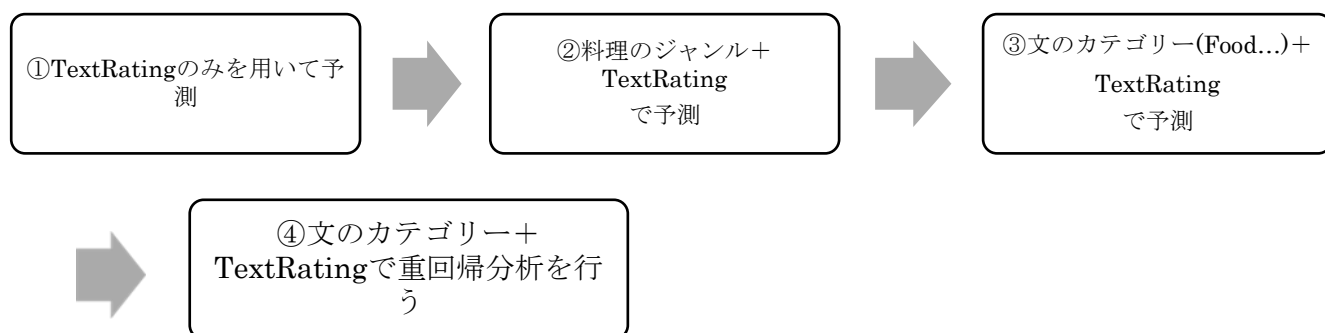 ①TextRatingのみを用いて予
測
②料理のジャンル＋
TextRating
で予測
③文のカテゴリー(Food…)＋
TextRating
で予測
④文のカテゴリー＋
TextRatingで重回帰分析を行
う